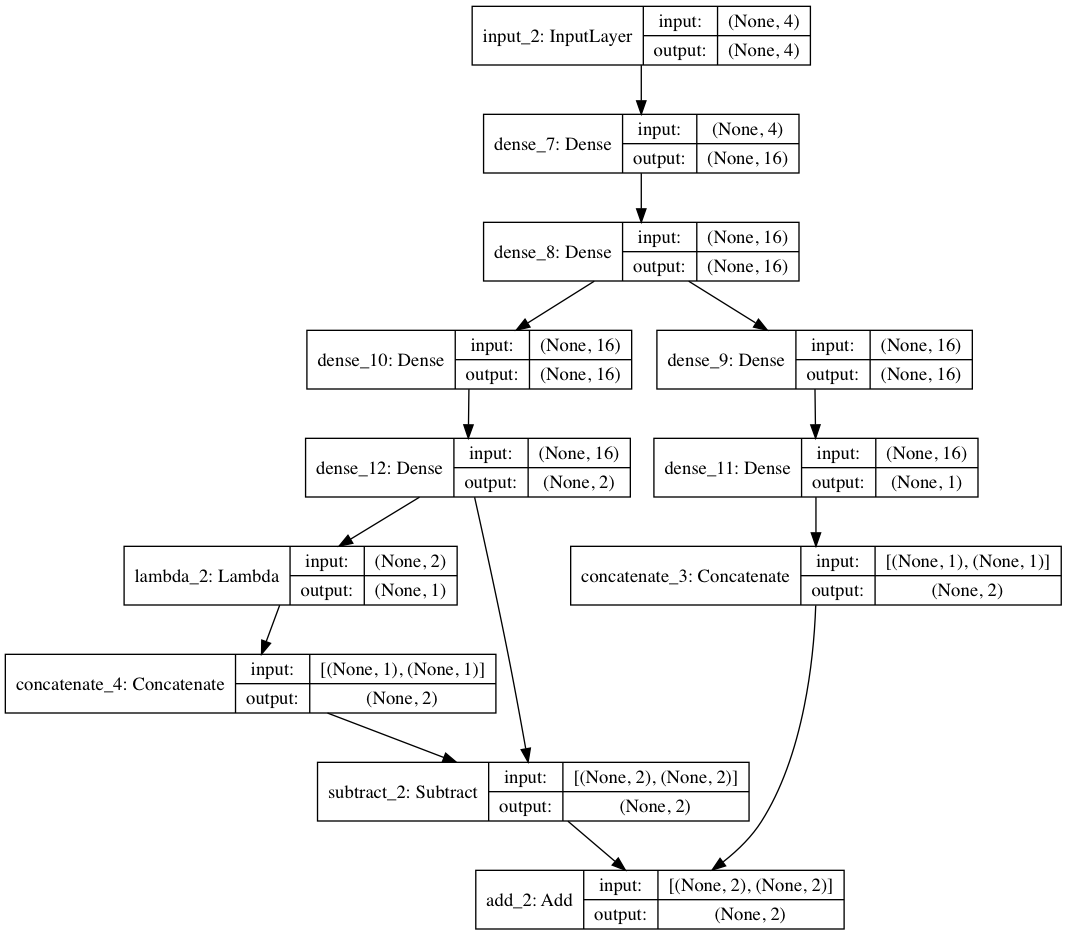 input_2: InputLayer
input: (None, 4)
output: (None, 4)
dense_7: Dense
input: (None, 4)
output: (None, 16)
dense_8: Dense
input: (None, 16)
output: (None, 16)
dense_10: Dense
input: (None, 16)
output: (None, 16)
dense_9: Dense
input: (None, 16)
output: (None, 16)
dense_12: Dense
input: (None, 16)
output: (None, 2)
dense_11: Dense
input: (None, 16)
output: (None, 1)
lambda_2: Lambda
input: (None, 2)
output: (None, 1)
concatenate_3: Concatenate
input: [(None, 1), (None, 1)]
output: (None, 2)
concatenate_4: Concatenate
input: [(None, 1), (None, 1)]
output: (None, 2)
subtract_2: Subtract
input: [(None, 2), (None, 2)]
output: (None, 2)
add_2: Add
input: [(None, 2), (None, 2)]
output: (None, 2)